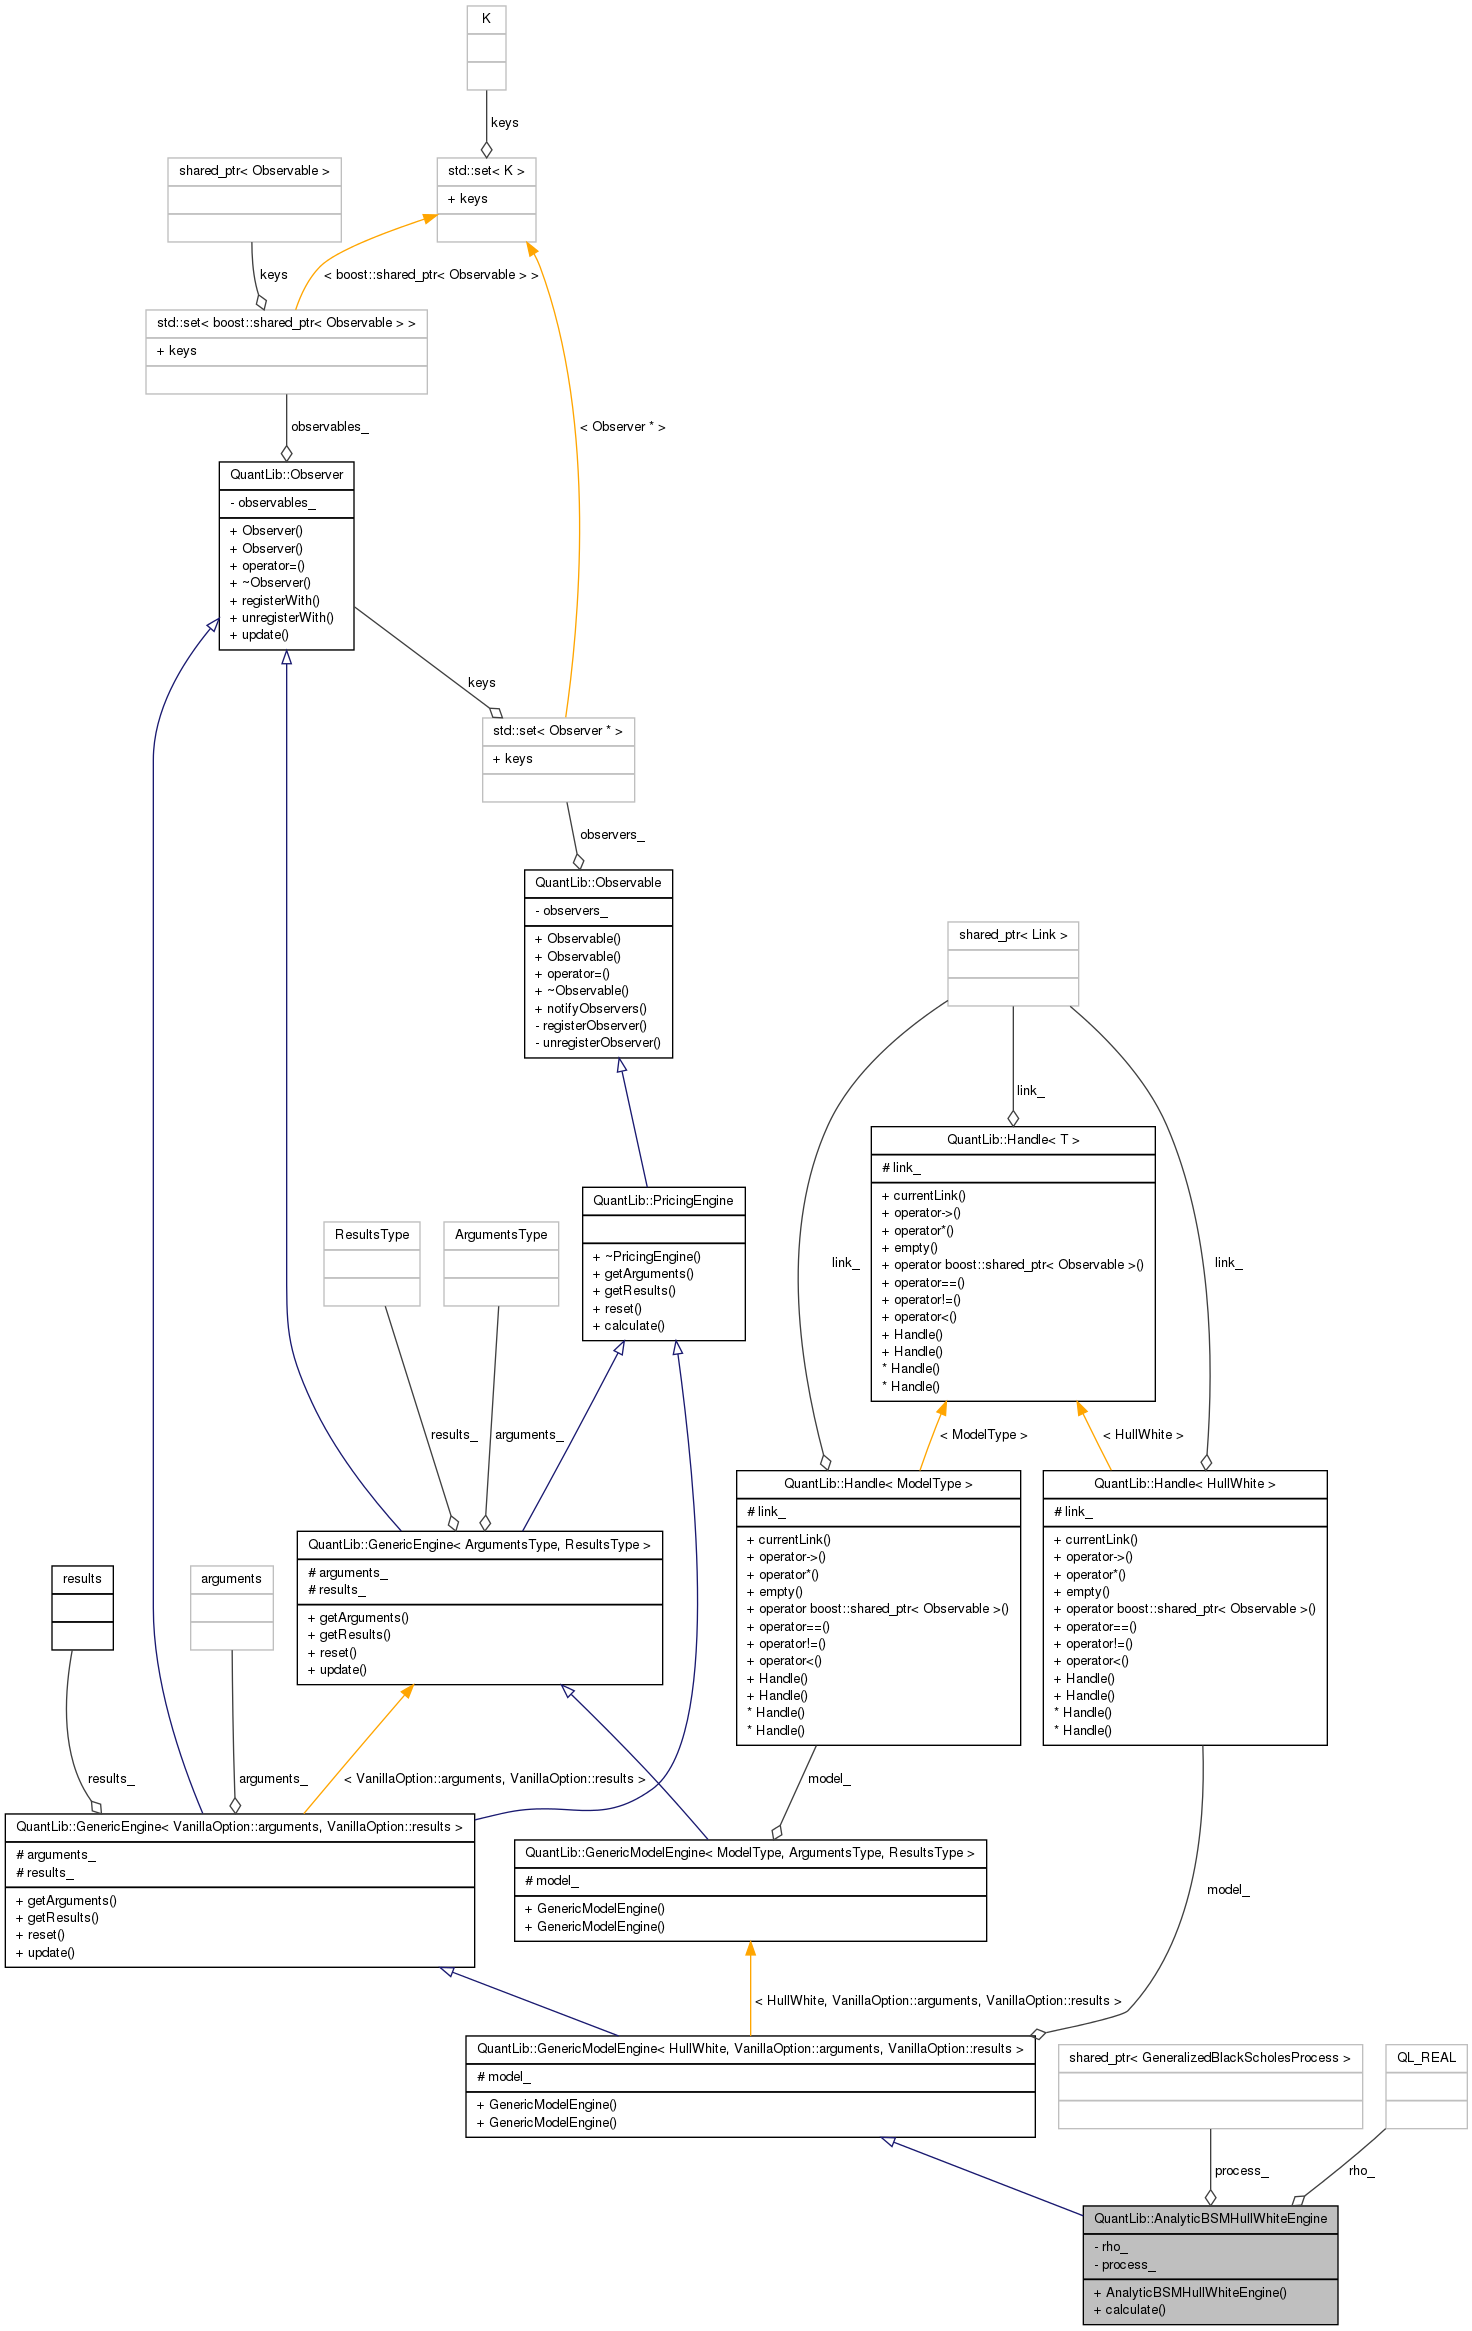 K
keys
shared_ptr< Observable >
std::set< K >
+ keys
keys
< boost::shared_ptr< Observable > >
std::set< boost::shared_ptr< Observable > >
+ keys
observables_
< Observer * >
QuantLib::Observer
- observables_
+ Observer()
+ Observer()
+ operator=()
+ ~Observer()
+ registerWith()
+ unregisterWith()
+ update()
keys
std::set< Observer * >
+ keys
observers_
QuantLib::Observable
- observers_
+ Observable()
+ Observable()
+ operator=()
+ ~Observable()
+ notifyObservers()
- registerObserver()
- unregisterObserver()
shared_ptr< Link >
link_
QuantLib::Handle< T >
# link_
+ currentLink()
+ operator->()
+ operator*()
+ empty()
+ operator boost::shared_ptr< Observable >()
+ operator==()
+ operator!=()
+ operator<()
+ Handle()
+ Handle()
* Handle()
* Handle()
QuantLib::PricingEngine
+ ~PricingEngine()
+ getArguments()
+ getResults()
+ reset()
+ calculate()
ResultsType
ArgumentsType
link_
link_
results_
arguments_
< ModelType >
< HullWhite >
QuantLib::Handle< ModelType >
# link_
+ currentLink()
+ operator->()
+ operator*()
+ empty()
+ operator boost::shared_ptr< Observable >()
+ operator==()
+ operator!=()
+ operator<()
+ Handle()
+ Handle()
* Handle()
* Handle()
QuantLib::Handle< HullWhite >
# link_
+ currentLink()
+ operator->()
+ operator*()
+ empty()
+ operator boost::shared_ptr< Observable >()
+ operator==()
+ operator!=()
+ operator<()
+ Handle()
+ Handle()
* Handle()
* Handle()
QuantLib::GenericEngine< ArgumentsType, ResultsType >
# arguments_
# results_
+ getArguments()
+ getResults()
+ reset()
+ update()
results
arguments
results_
arguments_
< VanillaOption::arguments, VanillaOption::results >
model_
QuantLib::GenericEngine< VanillaOption::arguments, VanillaOption::results >
# arguments_
# results_
+ getArguments()
+ getResults()
+ reset()
+ update()
QuantLib::GenericModelEngine< ModelType, ArgumentsType, ResultsType >
# model_
+ GenericModelEngine()
+ GenericModelEngine()
model_
< HullWhite, VanillaOption::arguments, VanillaOption::results >
QuantLib::GenericModelEngine< HullWhite, VanillaOption::arguments, VanillaOption::results >
# model_
+ GenericModelEngine()
+ GenericModelEngine()
shared_ptr< GeneralizedBlackScholesProcess >
QL_REAL
process_
rho_
QuantLib::AnalyticBSMHullWhiteEngine
- rho_
- process_
+ AnalyticBSMHullWhiteEngine()
+ calculate()